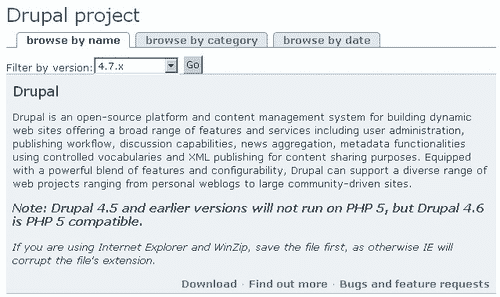 Drupal project
browse by name browse by category browse by date
Filter by version: 4.7.x Go
Drupal
Drupal is an open-source platform and content management system for building dynamic
web sites offering a broad range of features and services including user administration,
publishing workflow, discussion capabilities, news aggregation, metadata functionalities
using controlled vocabularies and XML publishing for content sharing purposes. Equipped
with a powerful blend of features and configurability, Drupal can support a diverse range of
web projects ranging from personal weblogs to large community-driven sites.
Note: Drupal 4.5 and earlier versions will not run on PHP 5, but Drupal 4.6
is PHP 5 compatible.
If you are using Internet Explorer and WinZip, save the file first, as otherwise IE will
corrupt the file's extension.
Download · Find out more · Bugs and feature requests